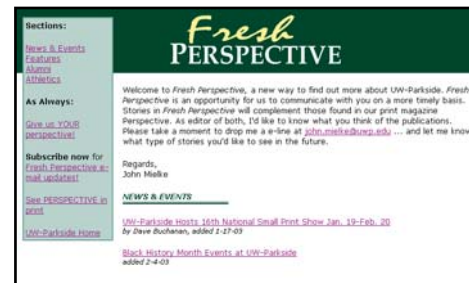 Fresh
PERSPECTIVE
Sections:
News & Events
Features
Alumni
Athletics
As Always:
Give us YOUR
perspective!
Subscribe now for
Fresh Perspective e-
mail updates!
See PERSPECTIVE in
print
UW-Parkside Home
Welcome to Fresh Perspective, a new way to find out more about UW-Parkside. Fresh
Perspective is an opportunity for us to communicate with you on a more timely basis.
Stories in Fresh Perspective will complement those found in our print magazine
Perspective. As editor of both, I'd like to know what you think of the publications.
Please take a moment to drop me a e-line at john.mielke@uwp.edu ... and let me know
what type of stories you'd like to see in the future.
Regards,
John Mielke
NEWS & EVENTS
UW-Parkside Hosts 16th National Small Print Show Jan. 19-Feb. 20
by Dave Buchanan, added 1-17-03
Black History Month Events at UW-Parkside
added 2-4-03